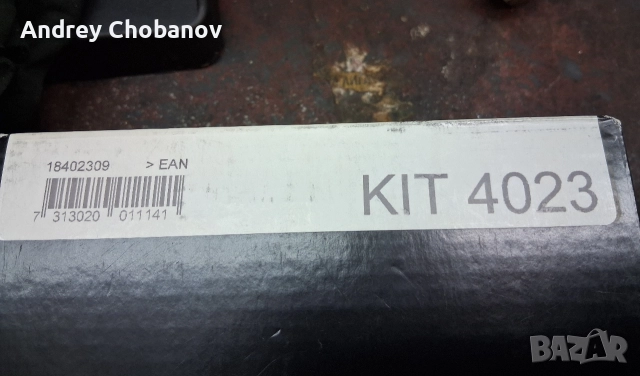 Andrey Chobanov
18402309 > EAN
KIT 4023
7 313020 011141
BAZAR